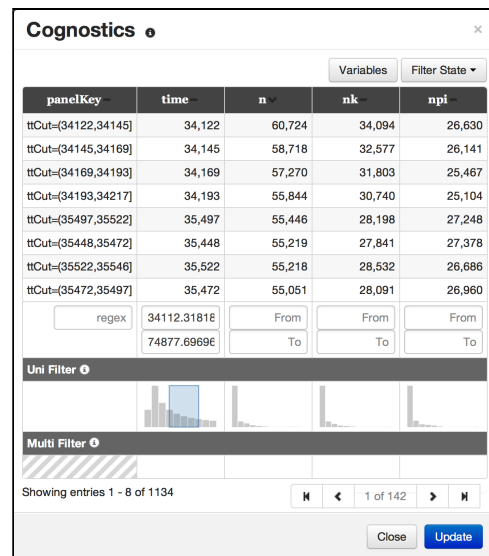 Cognostics
Variables Filter State
panelKey time n nk npi
ttCut=(34122,34145] 34,122 60,724 34,094 26,630
ttCut=(34145,34169] 34,145 58,718 32,577 26,141
ttCut=(34169,34193] 34,169 57,270 31,803 25,467
ttCut=(34193,34217] 34,193 55,844 30,740 25,104
ttCut=(35497,35522] 35,497 55,446 28,198 27,248
ttCut=(35448,35472] 35,448 55,219 27,841 27,378
ttCut=(35522,35546] 35,522 55,218 28,532 26,686
ttCut=(35472,35497] 35,472 55,051 28,091 26,960
regex 34112.31818 From From From
74877.69696 To To To
Uni Filter
Multi Filter
Showing entries 1 - 8 of 1134 1 of 142
Close Update